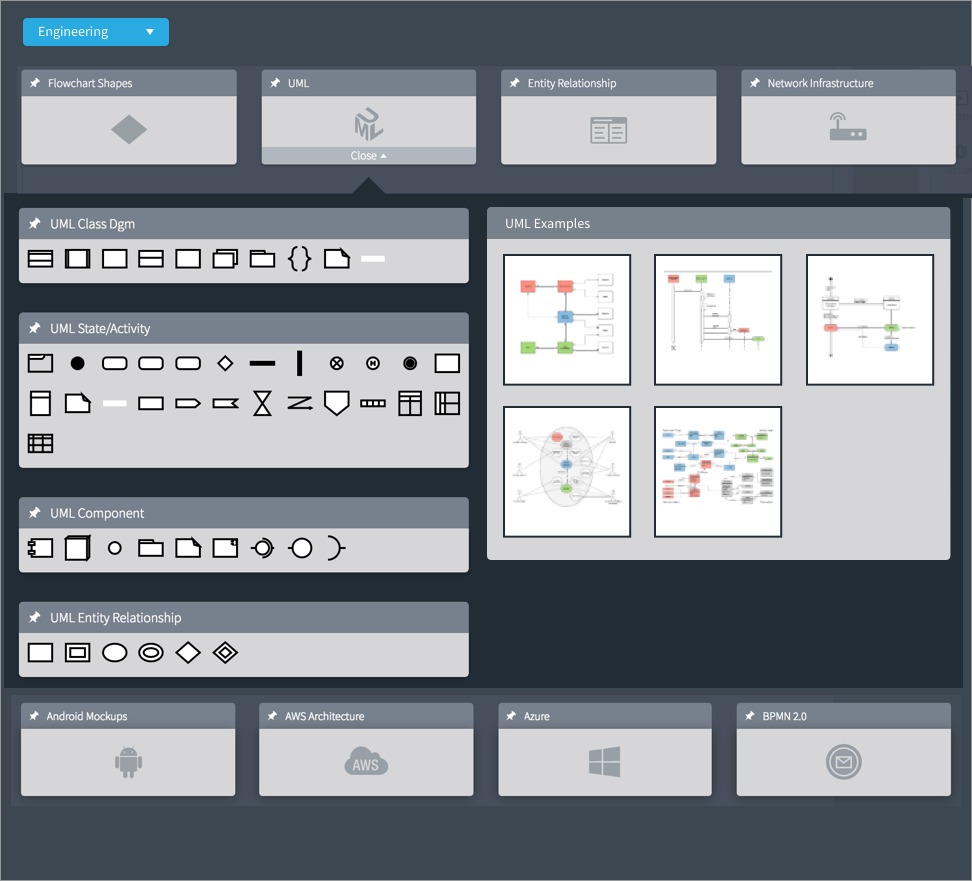 Engineering
Flowchart Shapes
UML
Entity Relationship
Network Infrastructure
UML
Close
UML Class Dgm
UML Examples
UML State/Activity
H
UML Component
UML Entity Relationship
Android Mockups
AWS Architecture
Azure
BPMN 2.0
AWS